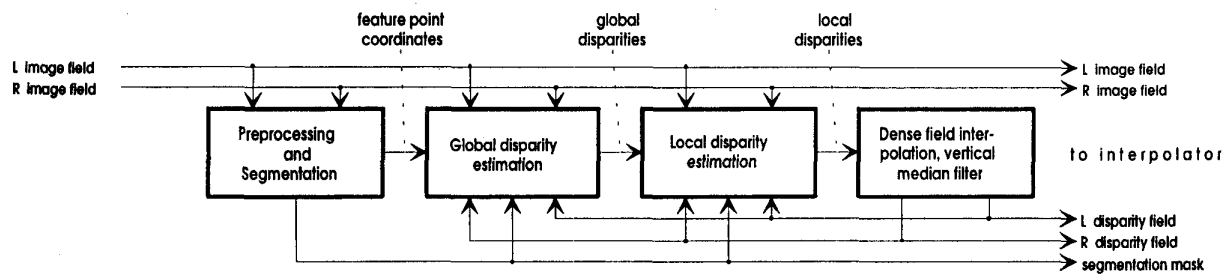 feature point
coordinates
global
disparities
local
disparities
L image field
R image field
L image field
R image field
Preprocessing
and
Segmentation
Global disparity
estimation
Local disparity
estimation
Dense field inter-
polation, vertical
median filter
to interpolator
L disparity field
R disparity field
segmentation mask